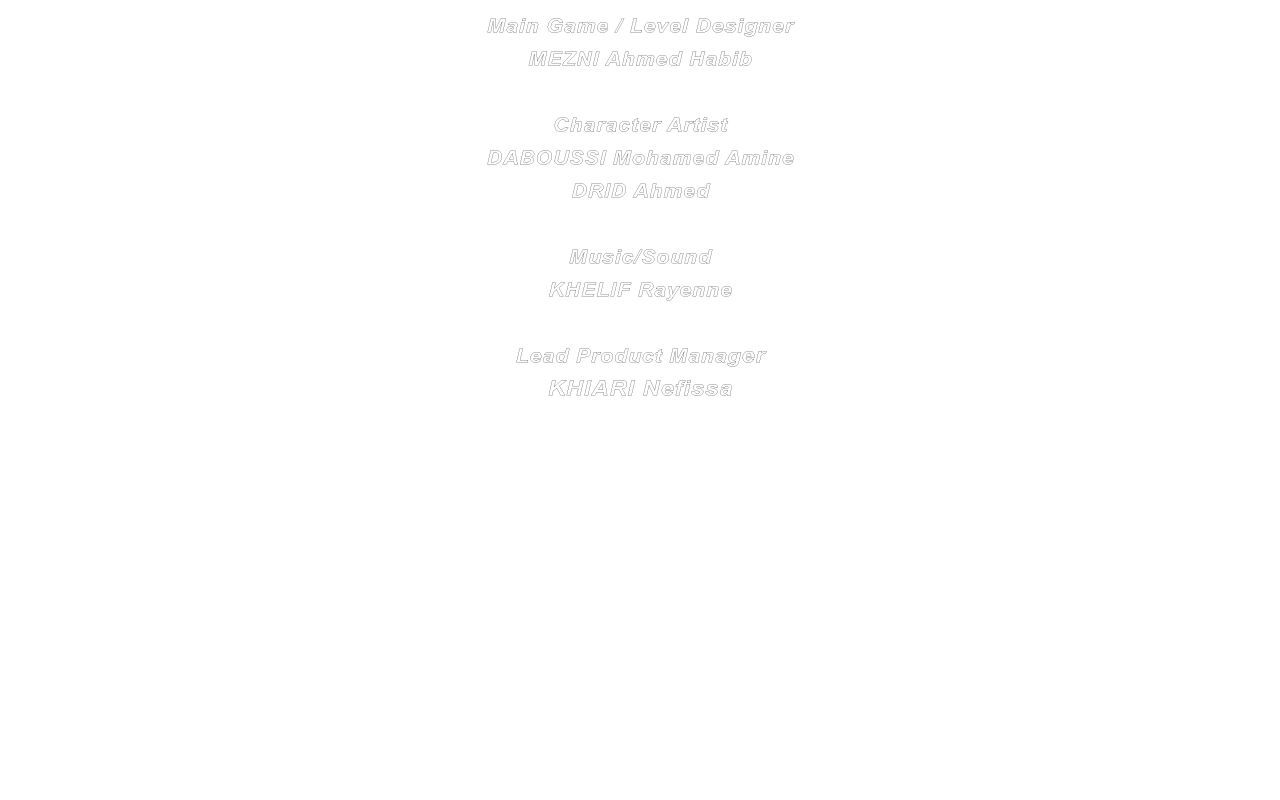 Main Game / Level Designer
MEZNI Ahmed Habib
Character Artist
DABOUSSI Mohamed Amine
DRID Ahmed
Music/Sound
KHELIF Rayenne
Lead Product Manager
KHIARI Nefissa